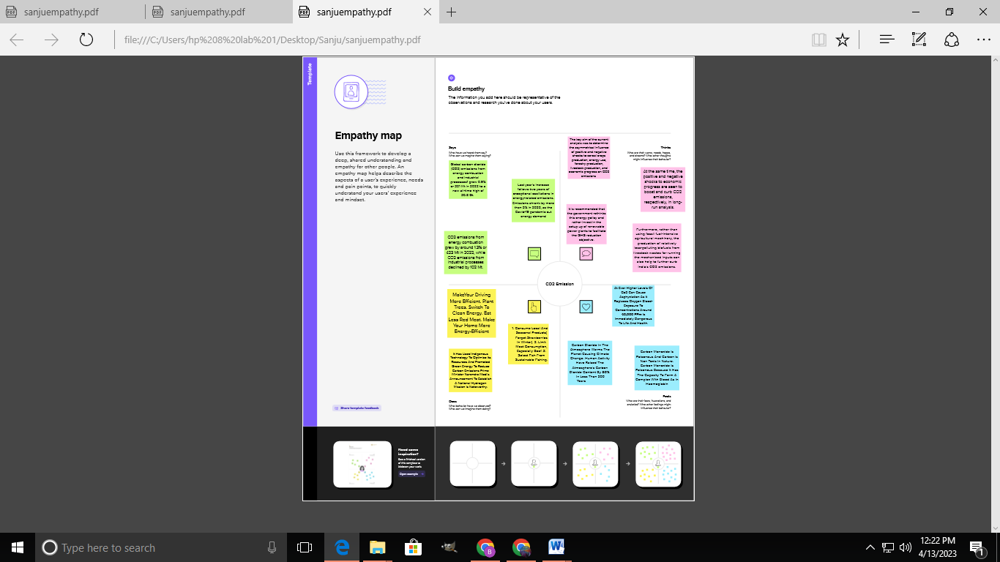 sanjuempathy.pdf
sanjuempathy.pdf
sanjuempathy.pdf
file:///C:/Users/hp%208%20lab%201/Desktop/Sanju/sanjuempathy.pdf
Template
Empathy map
Use this framework to develop a
deep, shared understanding and
empathy for other people. An
empathy map helps describe the
aspects of a user's experience, needs
and pain points, to quickly
understand your users' experience
and mindset.
Share template feedback
Build empathy
The information you add here should be representative of the
observations and research you've done about your users.
Says
What have we heard them say?
What can we imagine them saying?
Global carbon dioxide
(CO2) emissions from
energy combustion
and industrial
processes1 grew 0.9%
or 321 Mt in 2022 to a
new all-time high of
36.8 Gt.
Last year's increase
follows two years of
exceptional oscillations in
energy-related emissions.
Emissions shrank by more
than 5% in 2020, as the
Covid-19 pandemic cut
energy demand
CO2 emissions from
energy combustion
grew by around 1.3% or
423 Mt in 2022, while
CO2 emissions from
industrial processes
declined by 102 Mt.
The key aim of the current
analysis was to determine
the asymmetrical influence
of positive and negative
shocks to cereal crops
production, energy use,
forestry production,
livestock production, and
economic progress on CO2
emissions
Thinks
What are their wants, needs, hopes,
and dreams? What other thoughts
might influence their behavior?
At the same time, the
positive and negative
shocks to economic
progress are seen to
boost and curb CO2
emissions,
respectively, in long-
run analysis.
It is recommended that
the government rethinks
this energy policy and
rather invest in the
setup up of renewable
power plants to facilitate
the GHG reduction
objective.
Furthermore, rather than
using fossil fuel-intensive
agricultural machinery, the
production of relatively
less-polluting biofuels from
livestock wastes for running
the mechanized inputs can
also help to further curb
India's CO2 emissions.
CO2 Emission
MakeYour Driving
More Efficient. Plant
Trees. Switch To
Clean Energy. Eat
Less Red Meat. Make
Your Home More
Energy-Efficient
1. Consume Local And
Seasonal Products(
Forget Strawberries
In Winter). 2. Limit
Meat Consumption,
Especially Beef. 3.
Select Fish From
Sustainable Fishing.
It Has Used Indigenous
Technology To Optimise Its
Resources And Promoted
Green Energy To Reduce
Carbon Emissions Prime
Minister Narendra Modi's
Announcement To Establish
A National Hydrogen
Mission Is Noteworthy.
Does
What behavior have we observed?
What can we imagine them doing?
At Ever Higher Levels Of
Co2 Can Cause
Asphyxiation As It
Replaces Oxygen Blood-
Exposure To
Concentrations Around
40,000 PPm Is
Immediately Dangerous
To Life And Health.
Carbon Dioxide In The
Atmosphere Warms The
Planet Causing Climate
Change. Human Activity
Have Raised The
Atmosphere's Carbon
Dioxide Content By 50%
In Less Than 200
Years
Carbon Monoxide Is
Poisonous And Carbon Is
Non Toxic In Nature.
Carbon Monoxide Is
Poisonous Because It Has
The Capacity To Form A
Complex With Blood As In
Haemoglobin
Feels
What are their fears, frustrations, and
anxieties? What other feelings might
influence their behavior?
Need some
inspiration?
See a finished version
of this template to
kickstart your work.
Open example
Type here to search
12:22 PM
4/13/2023